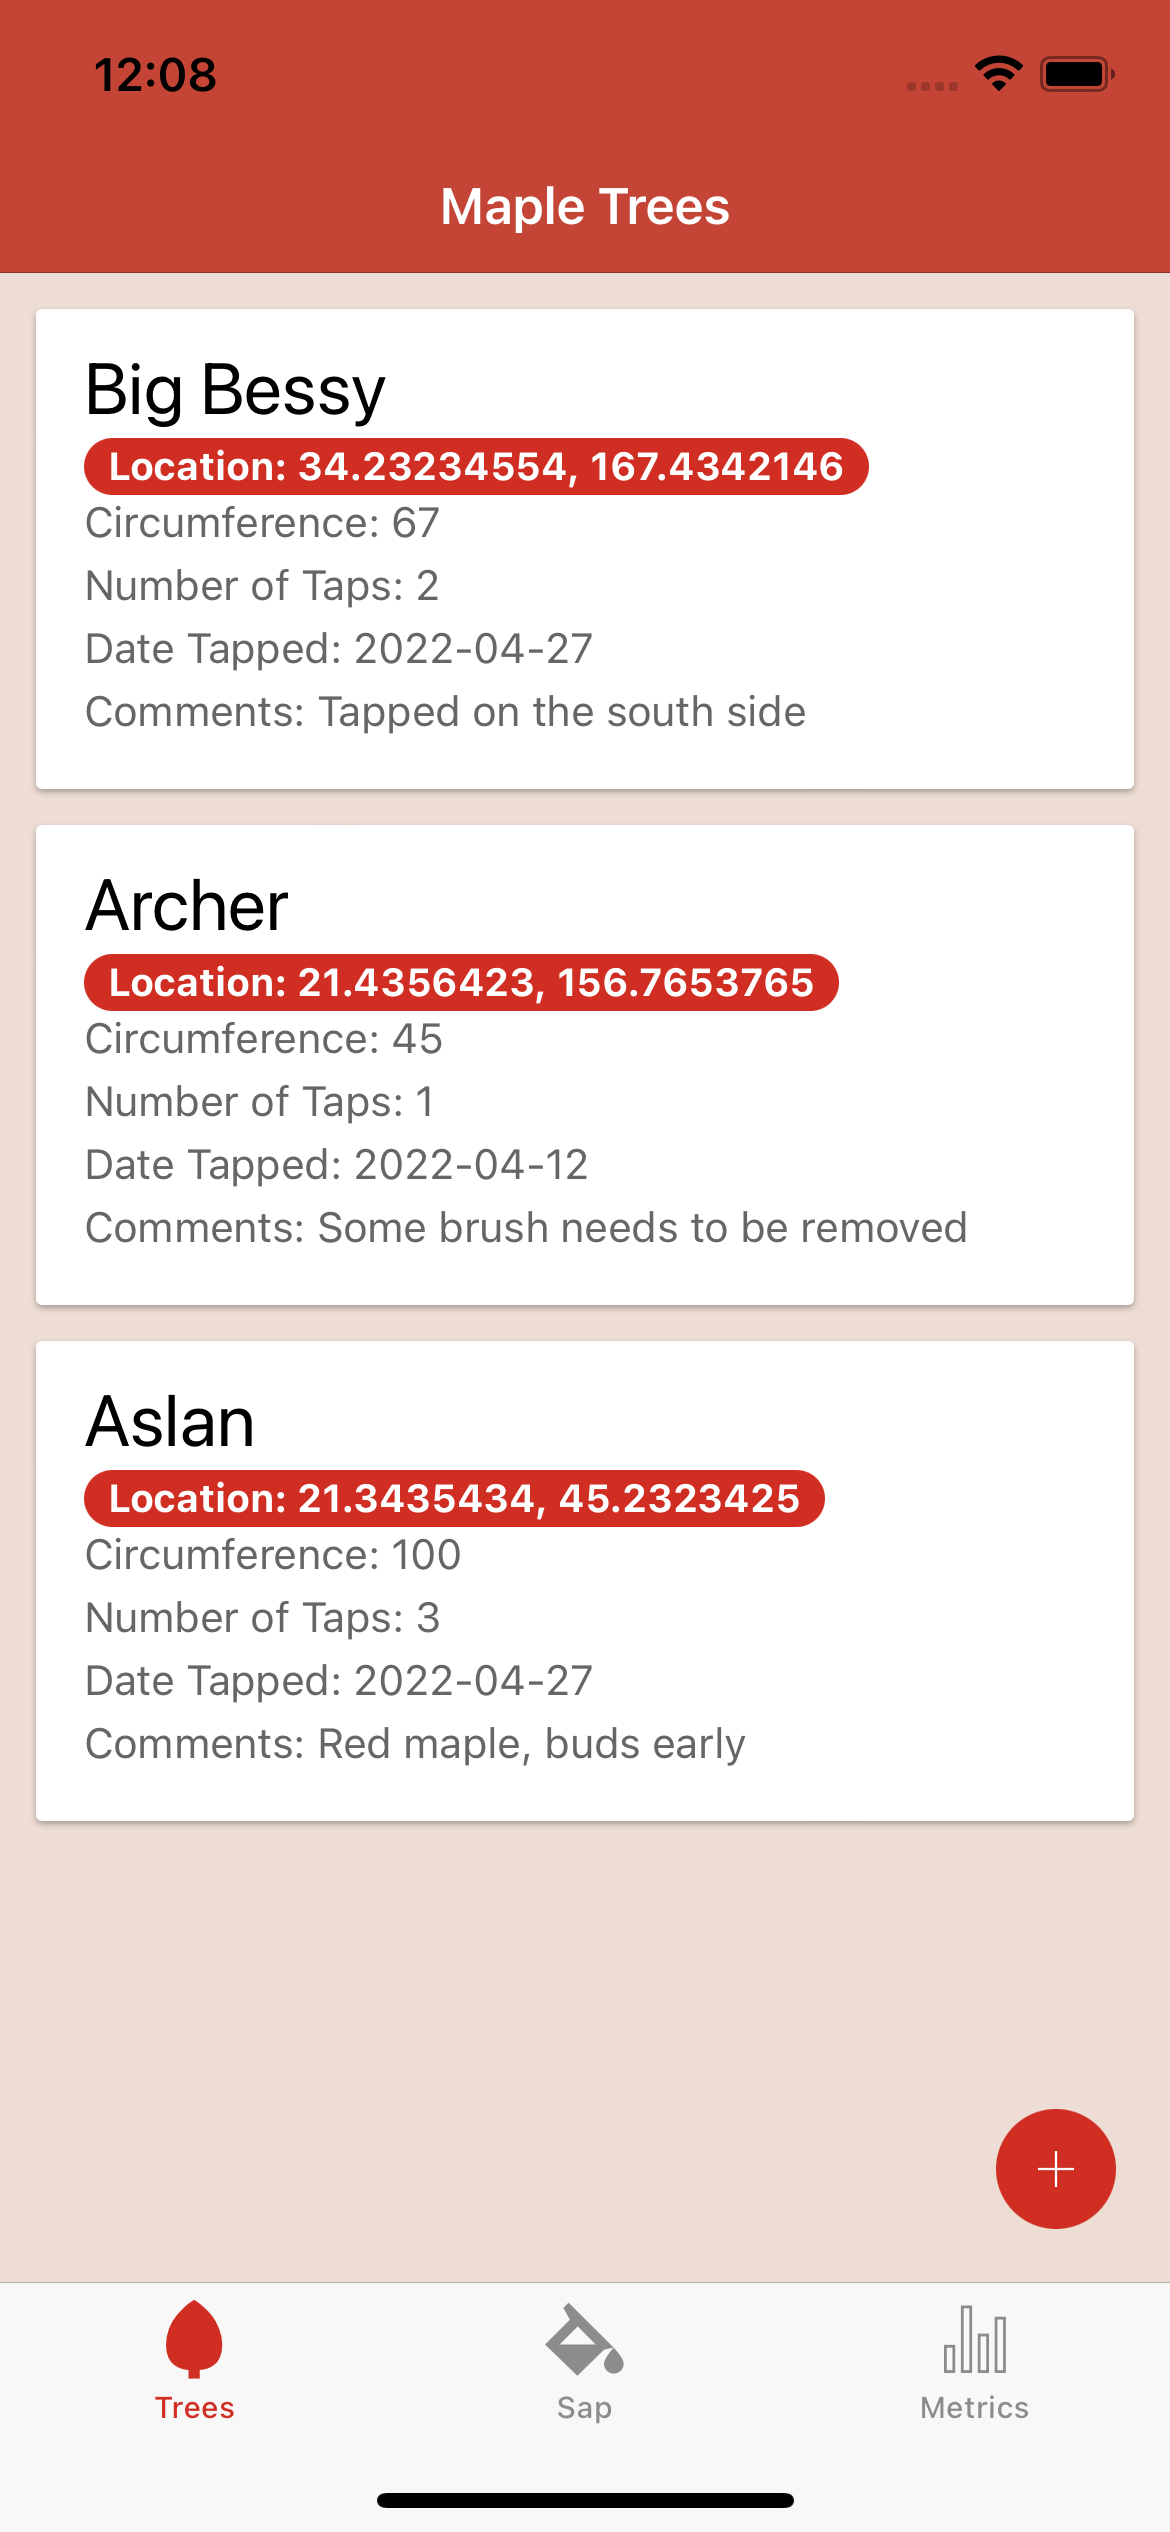 12:08
Maple Trees
Big Bessy
Location: 34.23234554, 167.4342146
Circumference: 67
Number of Taps: 2
Date Tapped: 2022-04-27
Comments: Tapped on the south side
Archer
Location: 21.4356423, 156.7653765
Circumference: 45
Number of Taps: 1
Date Tapped: 2022-04-12
Comments: Some brush needs to be removed
Aslan
Location: 21.3435434, 45.2323425
Circumference: 100
Number of Taps: 3
Date Tapped: 2022-04-27
Comments: Red maple, buds early
Trees
Sap
Metrics